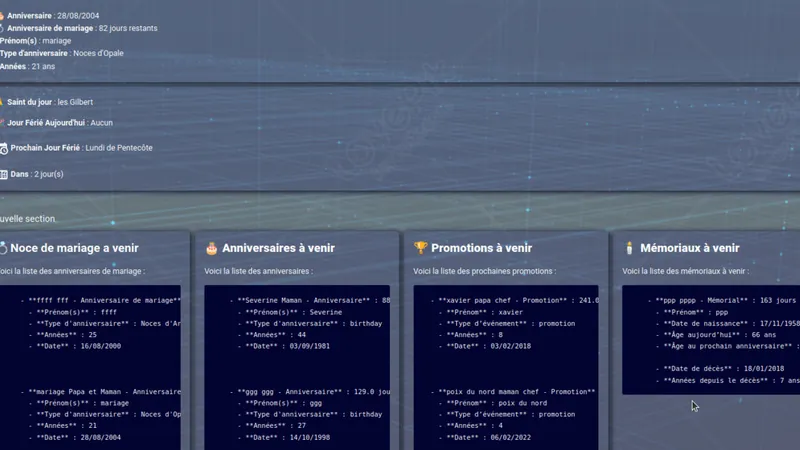 Anniversaire : 28/08/2004
Anniversaire de mariage : 82 jours restants
Prénom(s) : mariage
Type d'anniversaire : Noces d'Opale
Années : 21 ans
Saint du jour : les Gilbert
Jour Férié Aujourd'hui : Aucun
Prochain Jour Férié : Lundi de Pentecôte
Dans : 2 jour(s)
ouvelle section.
Noce de mariage a venir
oici la liste des anniversaires de mariage :
- **ffff fff - Anniversaire de mariage**
- **Prénom(s)** : ffff
- **Type d'anniversaire** : Noces d'Ar
- **Années** : 25
- **Date** : 16/08/2000
- **mariage Papa et Maman - Anniversaire
- **Prénom(s)** : mariage
- **Type d'anniversaire** : Noces d'Op
- **Années** : 21
- **Date** : 28/08/2004
Anniversaires à venir
Voici la liste des anniversaires :
- **Severine Maman - Anniversaire** : 88
- **Prénom(s)** : Severine
- **Type d'anniversaire** : birthday
- **Années** : 44
- **Date** : 03/09/1981
- **ggg ggg - Anniversaire** : 129.0 jou
- **Prénom(s)** : ggg
- **Type d'anniversaire** : birthday
- **Années** : 27
- **Date** : 14/10/1998
Promotions à venir
Voici la liste des prochaines promotions :
- **xavier papa chef - Promotion** : 241.0
- **Prénom** : xavier
- **Type d'événement** : promotion
- **Années** : 8
- **Date** : 03/02/2018
- **poix du nord maman chef - Promotion**
- **Prénom** : poix du nord
- **Type d'événement** : promotion
- **Années** : 4
- **Date** : 06/02/2022
Mémoriaux à venir
Voici la liste des mémoriaux à venir :
- **ppp pppp - Mémorial** : 163 jours
- **Prénom** : ppp
- **Date de naissance** : 17/11/1958
- **Âge aujourd'hui** : 66 ans
- **Âge au prochain anniversaire** :
- **Date de décès** : 18/01/2018
- **Années depuis le décès** : 7 ans